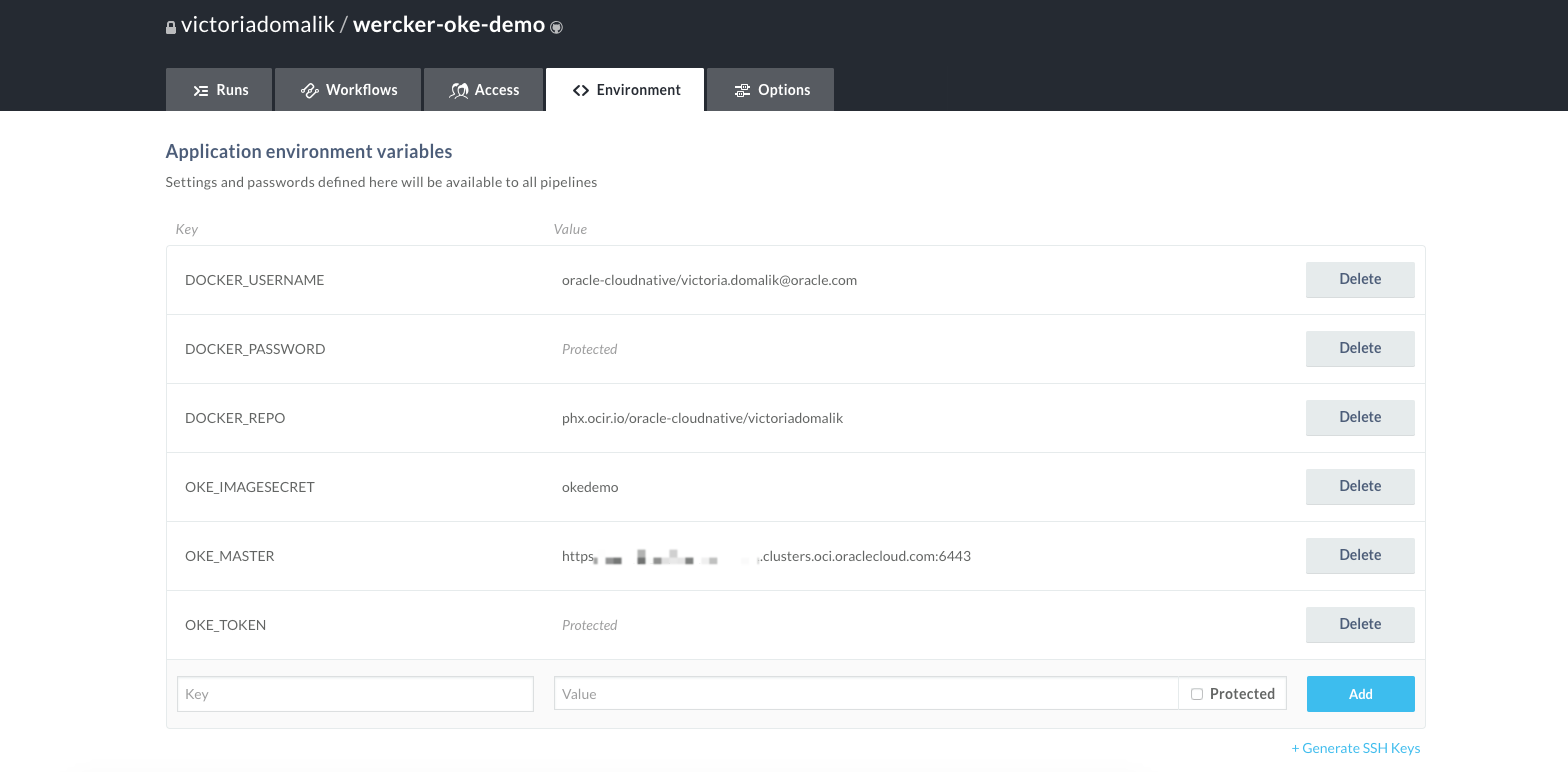 victoriadomalik / wercker-oke-demo
Runs Workflows Access Environment Options
Application environment variables
Settings and passwords defined here will be available to all pipelines
Key Value
DOCKER_USERNAME oracle-cloudnative/victoria.domalik@oracle.com Delete
DOCKER_PASSWORD Protected Delete
DOCKER_REPO phx.ocir.io/oracle-cloudnative/victoriadomalik Delete
OKE_IMAGESECRET okedemo Delete
OKE_MASTER https .clusters.oci.oraclecloud.com:6443 Delete
OKE_TOKEN Protected Delete
Key Value Protected Add
+ Generate SSH Keys